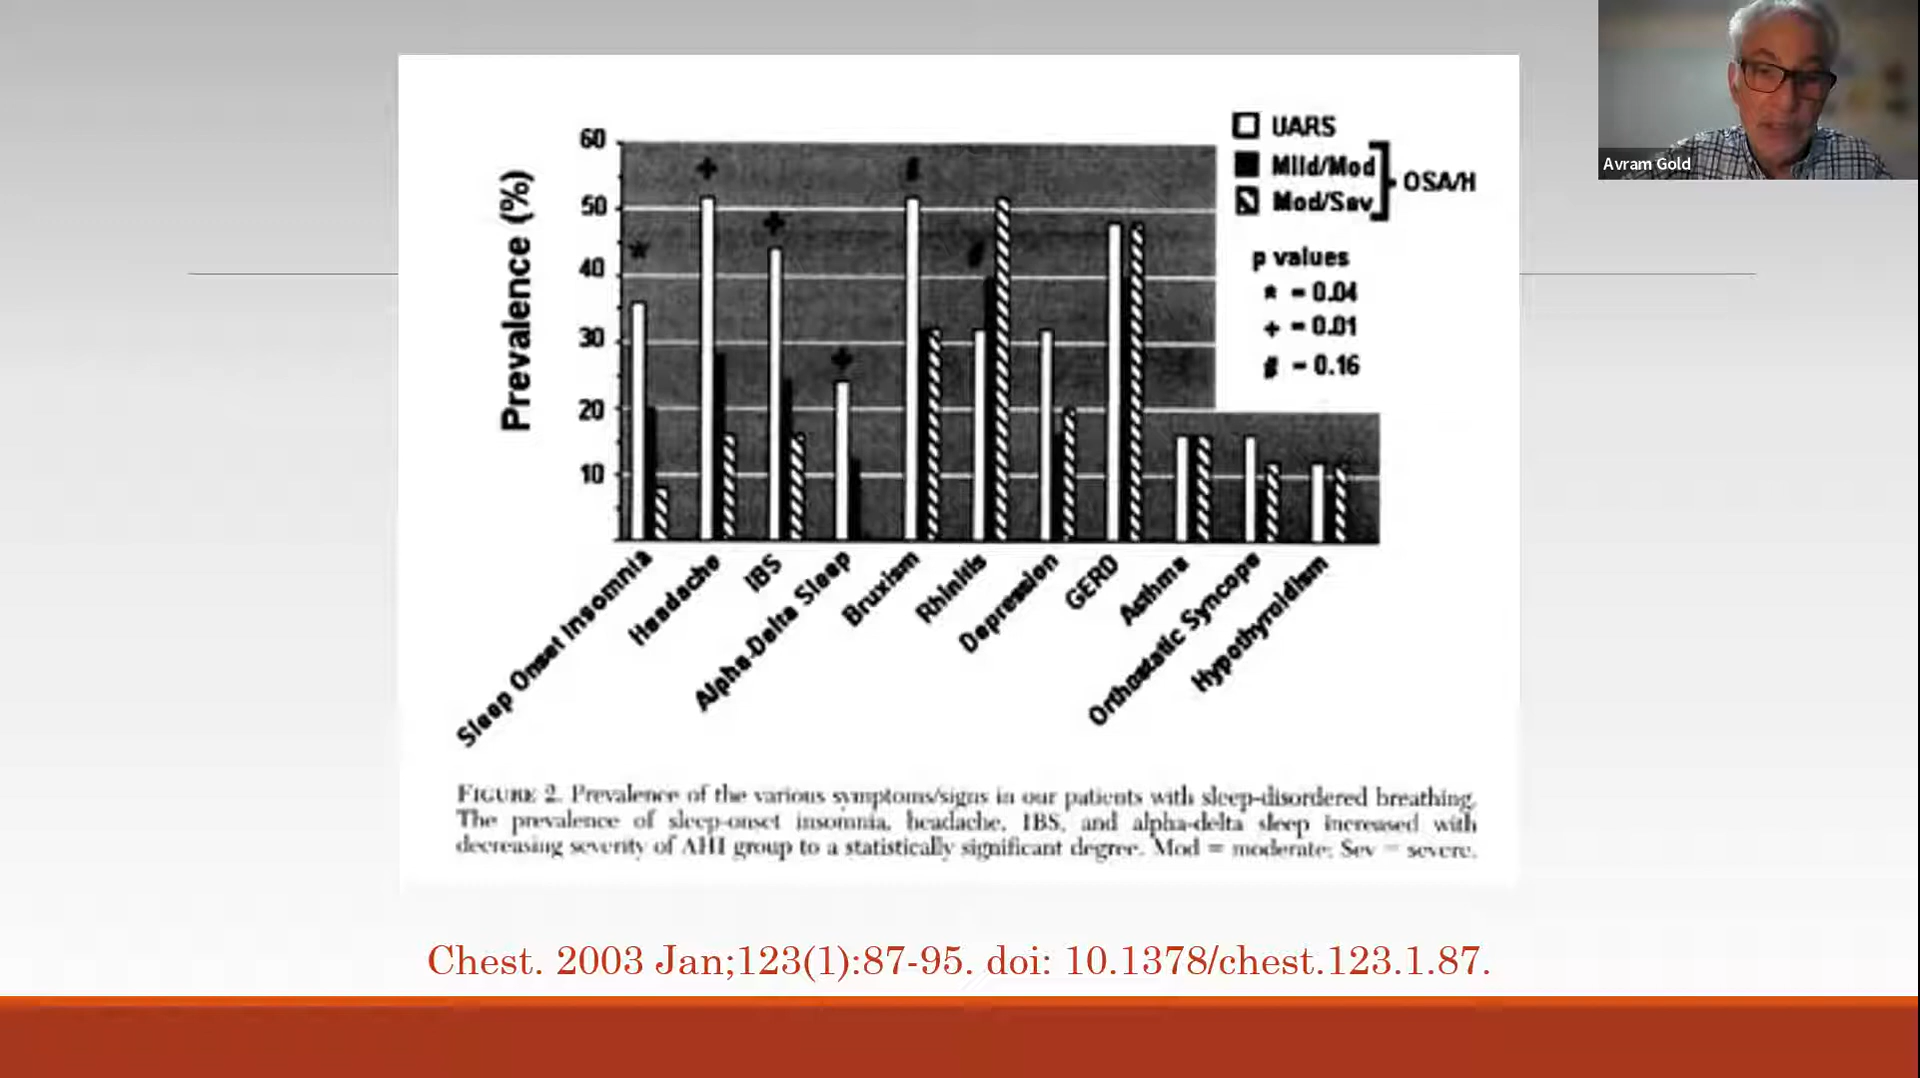 Avram Gold
UARS
Mild/Mod
Mod/Sev
OSA/H
p values
* = 0.04
+ = 0.01
# = 0.16
Prevalence (%)
60
50
40
30
20
10
*
+
+
+
#
#
Sleep Onset Insomnia
Headache
IBS
Alpha-Delta Sleep
Bruxism
Rhinitis
Depression
GERD
Asthma
Orthostatic Syncope
Hypothyroidism
FIGURE 2. Prevalence of the various symptoms/signs in our patients with sleep-disordered breathing.
The prevalence of sleep-onset insomnia, headache, IBS, and alpha-delta sleep increased with
decreasing severity of AHI group to a statistically significant degree. Mod = moderate; Sev = severe.
Chest. 2003 Jan;123(1):87-95. doi: 10.1378/chest.123.1.87.